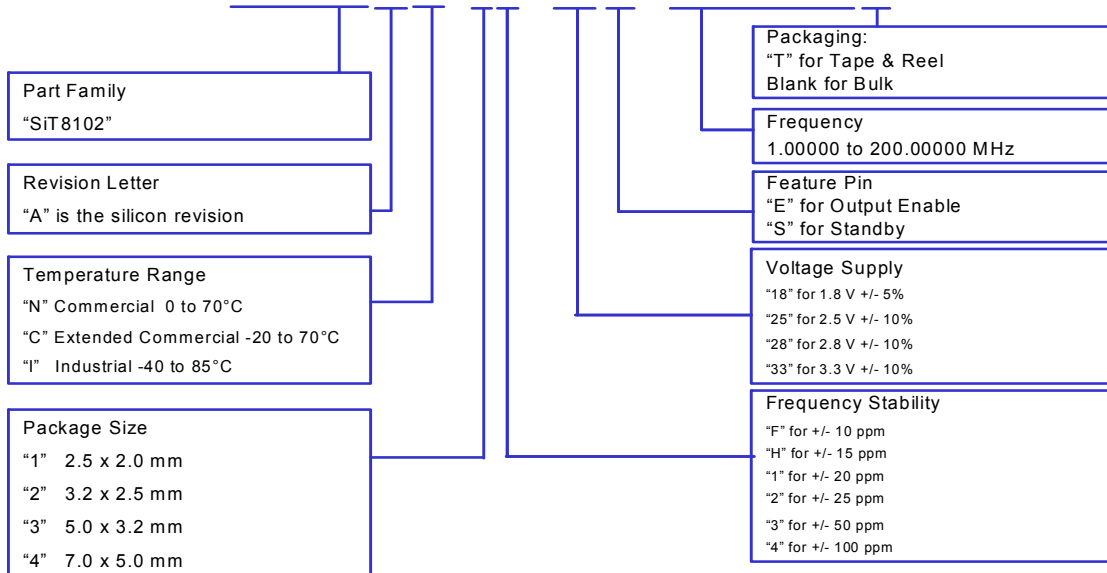 Part Family
“SiT8102”
Revision Letter
“A” is the silicon revision
Temperature Range
“N” Commercial 0 to 70°C
“C” Extended Commercial -20 to 70°C
“I” Industrial -40 to 85°C
Package Size
“1” 2.5 x 2.0 mm
“2” 3.2 x 2.5 mm
“3” 5.0 x 3.2 mm
“4” 7.0 x 5.0 mm
Packaging:
“T” for Tape & Reel
Blank for Bulk
Frequency
1.00000 to 200.00000 MHz
Feature Pin
“E” for Output Enable
“S” for Standby
Voltage Supply
“18” for 1.8 V +/- 5%
“25” for 2.5 V +/- 10%
“28” for 2.8 V +/- 10%
“33” for 3.3 V +/- 10%
Frequency Stability
“F” for +/- 10 ppm
“H” for +/- 15 ppm
“1” for +/- 20 ppm
“2” for +/- 25 ppm
“3” for +/- 50 ppm
“4” for +/- 100 ppm